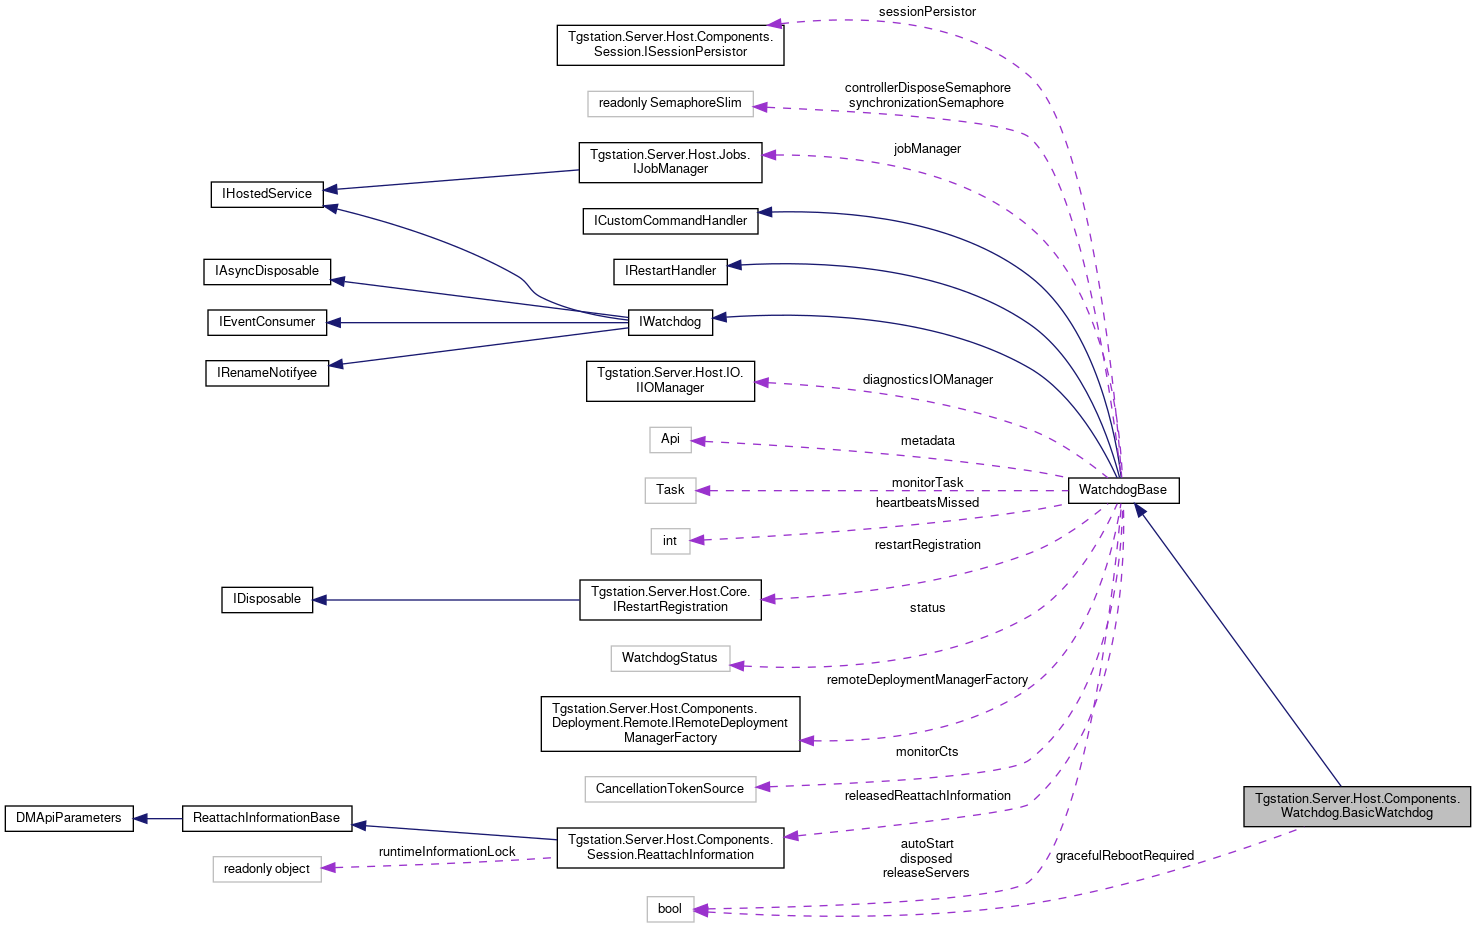 sessionPersistor
Tgstation.Server.Host.Components.
Session.ISessionPersistor
controllerDisposeSemaphore
synchronizationSemaphore
readonly SemaphoreSlim
jobManager
Tgstation.Server.Host.Jobs.
IJobManager
IHostedService
ICustomCommandHandler
IAsyncDisposable
IRestartHandler
IEventConsumer
IWatchdog
IRenameNotifyee
Tgstation.Server.Host.IO.
IIOManager
diagnosticsIOManager
Api
metadata
Task
monitorTask
WatchdogBase
heartbeatsMissed
int
restartRegistration
IDisposable
Tgstation.Server.Host.Core.
IRestartRegistration
status
WatchdogStatus
remoteDeploymentManagerFactory
Tgstation.Server.Host.Components.
Deployment.Remote.IRemoteDeployment
ManagerFactory
monitorCts
CancellationTokenSource
releasedReattachInformation
Tgstation.Server.Host.Components.
Watchdog.BasicWatchdog
DMApiParameters
ReattachInformationBase
Tgstation.Server.Host.Components.
Session.ReattachInformation
runtimeInformationLock
readonly object
autoStart
disposed
releaseServers
gracefulRebootRequired
bool